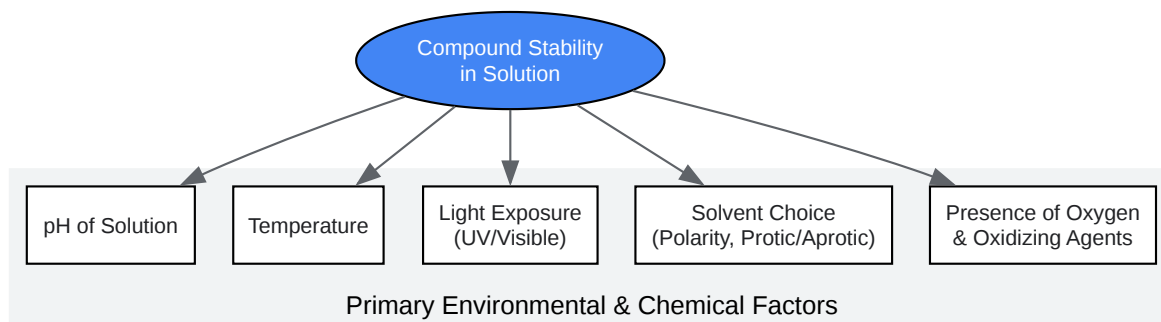 Compound Stability
in Solution
pH of Solution
Temperature
Light Exposure
(UV/Visible)
Solvent Choice
(Polarity, Protic/Aprotic)
Presence of Oxygen
& Oxidizing Agents
Primary Environmental & Chemical Factors